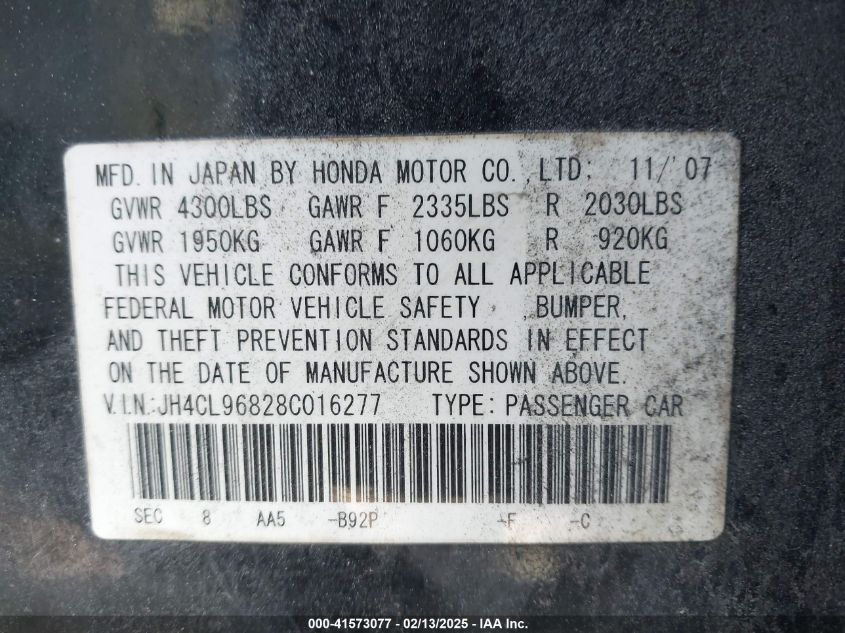 MFD. IN JAPAN BY HONDA MOTOR CO., LTD; 11/'07
GVWR 4300LBS GAWR F 2335LBS R 2030LBS
GVWR 1950KG GAWR F 1060KG R 920KG
THIS VEHICLE CONFORMS TO ALL APPLICABLE
FEDERAL MOTOR VEHICLE SAFETY , BUMPER,
AND THEFT PREVENTION STANDARDS IN EFFECT
ON THE DATE OF MANUFACTURE SHOWN ABOVE.
V.I.N.:JH4CL96828C016277 TYPE: PASSENGER CAR
SEC 8 AA5 -B92P -F -C
000-41573077 - 02/13/2025 - IAA Inc.